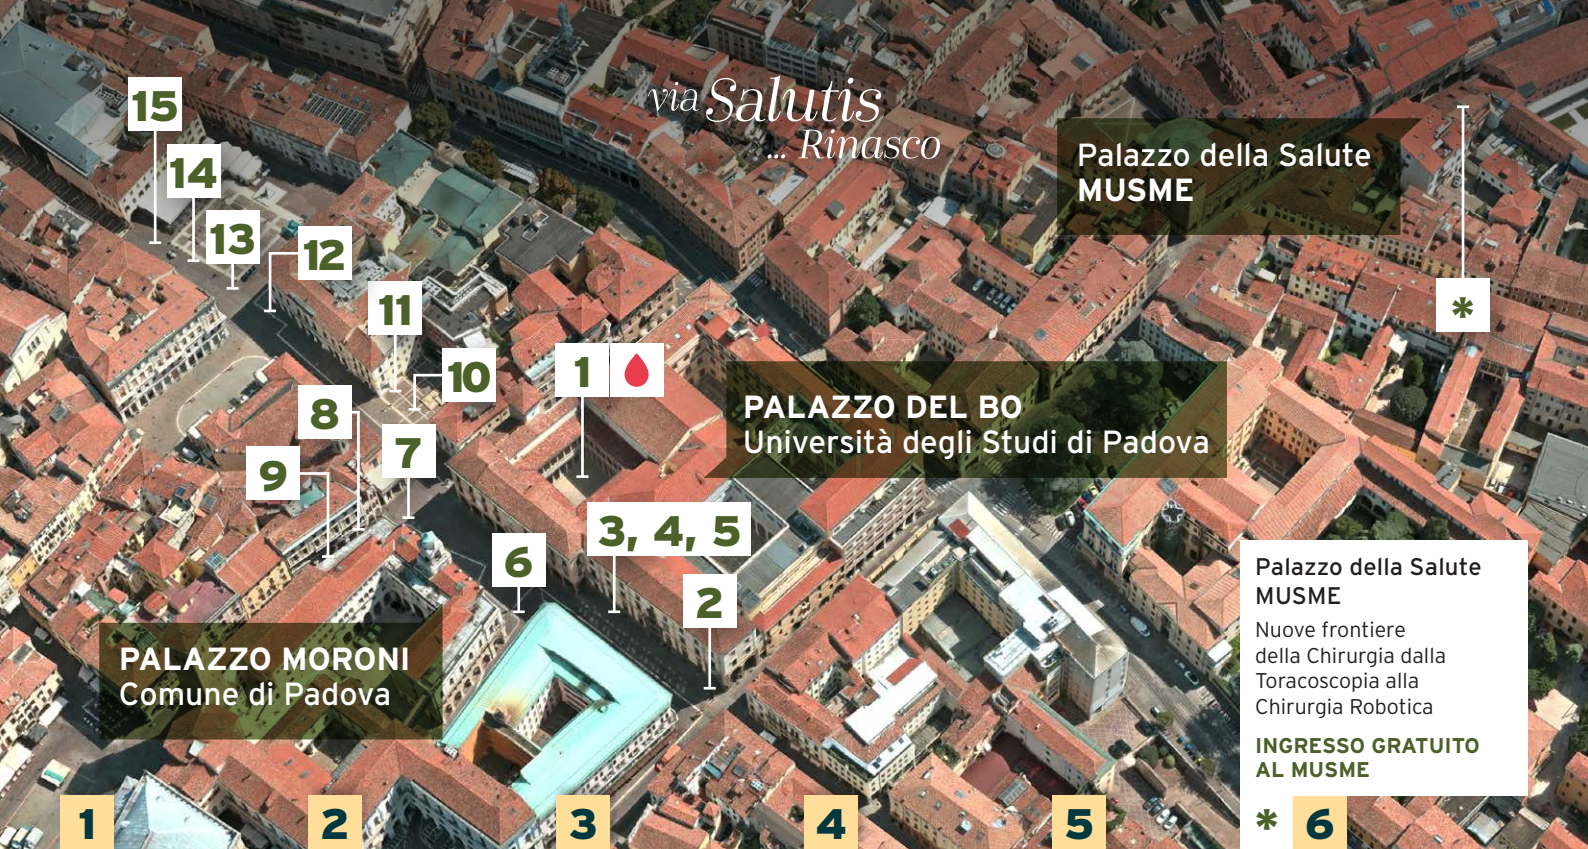 via Salutis
... Rinasco
15
14
13
12
11
10
1
8
7
9
3, 4, 5
6
2
Palazzo della Salute
MUSME
*
PALAZZO DEL BO
Università degli Studi di Padova
PALAZZO MORONI
Comune di Padova
Palazzo della Salute
MUSME
Nuove frontiere
della Chirurgia dalla
Toracoscopia alla
Chirurgia Robotica
INGRESSO GRATUITO
AL MUSME
1
2
3
4
5
* 6